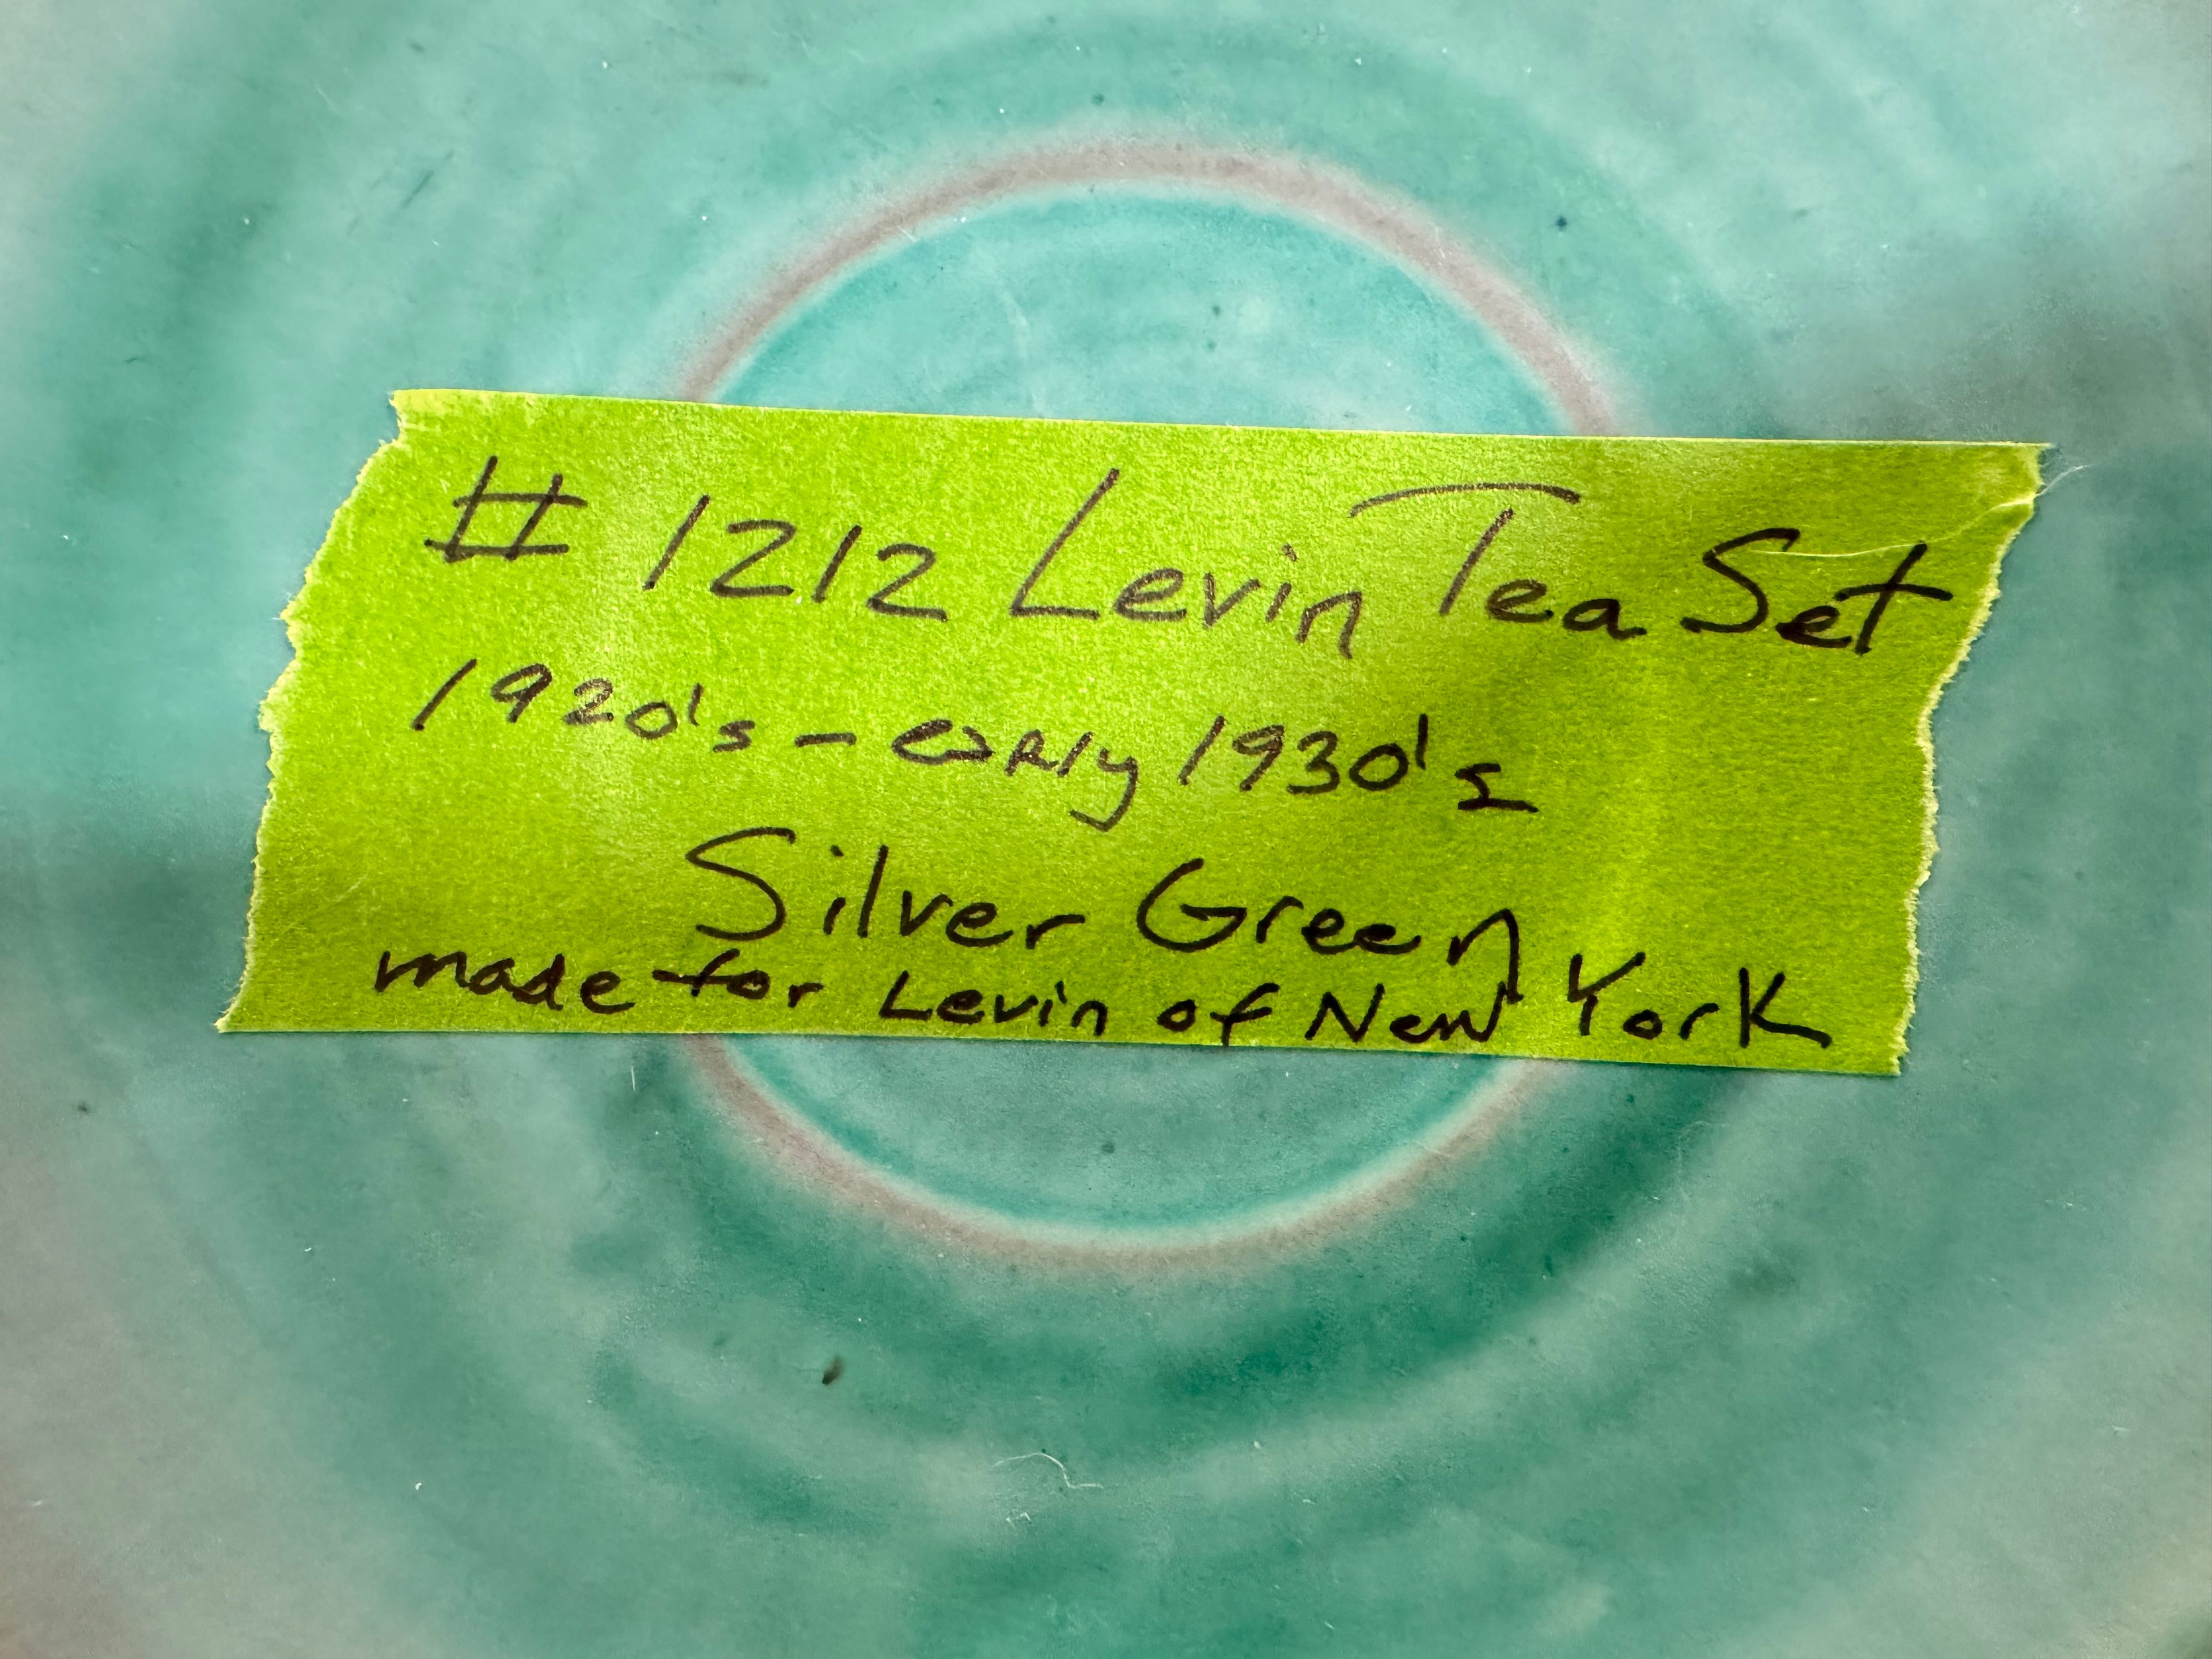 # 1212 Levin Tea Set
1920's - early 1930's
Silver Green
made for Levin of New York